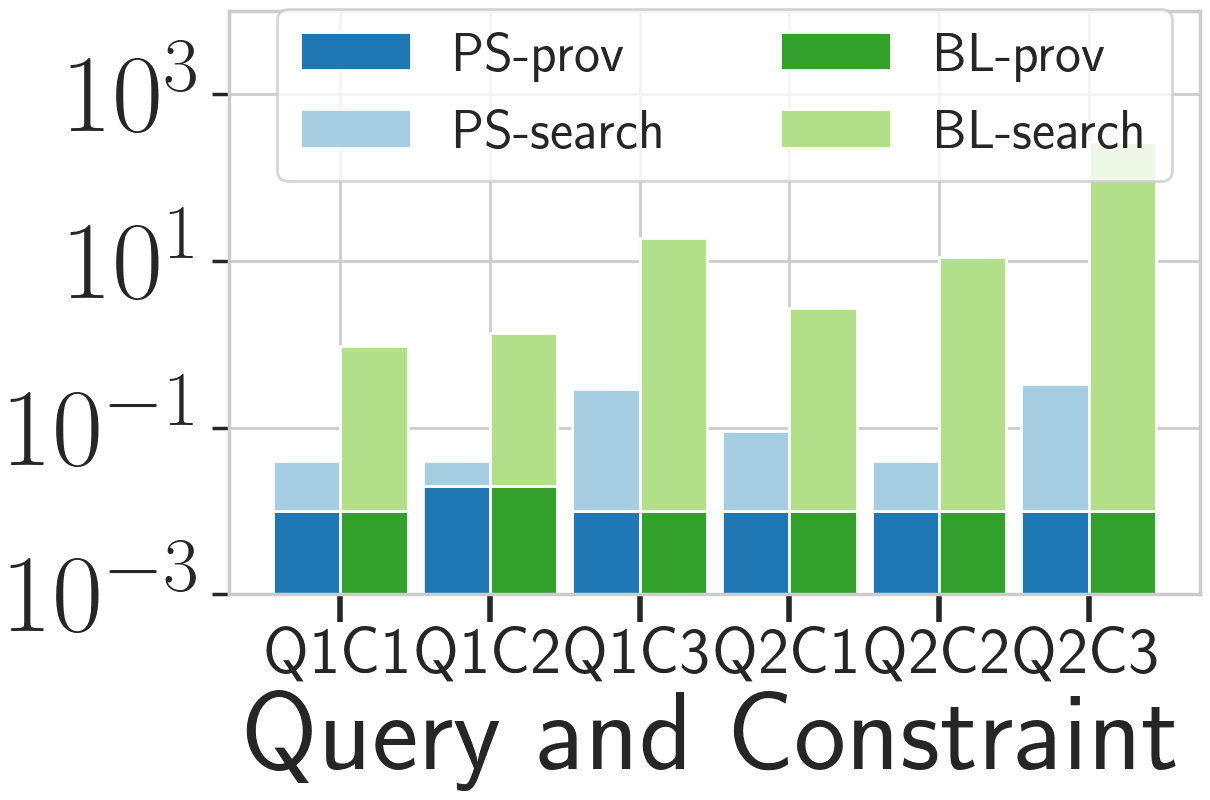 PS-prov BL-prov
PS-search BL-search
10^3
10^1
10^−1
10^−3
Q1C1 Q1C2 Q1C3 Q2C1 Q2C2 Q2C3
Query and Constraint